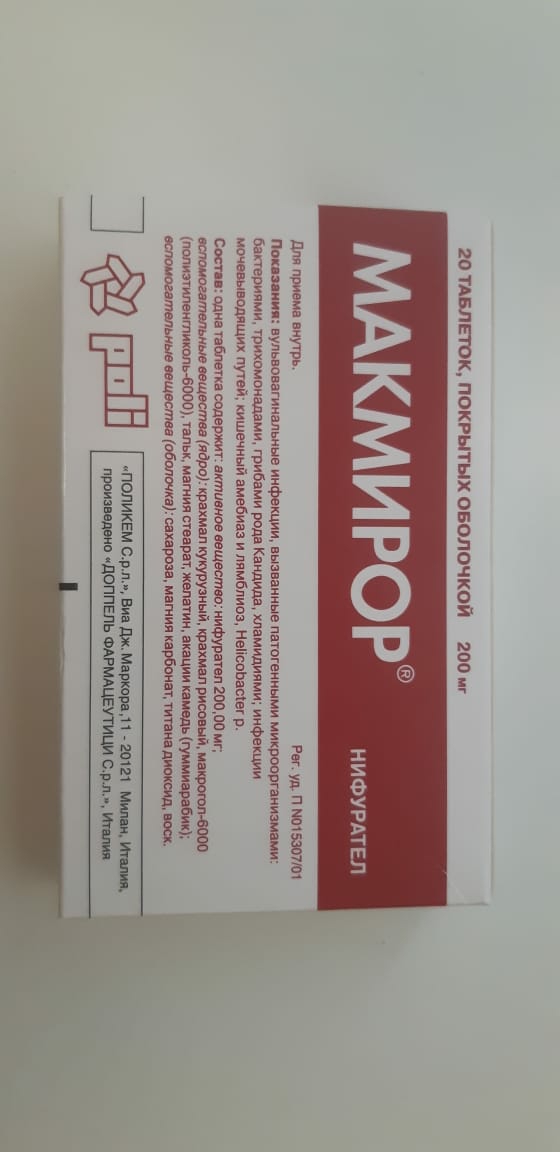 20 ТАБЛЕТОК, ПОКРЫТЫХ ОБОЛОЧКОЙ 200 мг
МАКМИРОР®
НИФУРАТЕЛ
Для приема внутрь. Рег. уд. П N015307/01
Показания: вульвовагинальные инфекции, вызванные патогенными микроорганизмами:
бактериями, трихомонадами, грибами рода Кандида, хламидиями; инфекции
мочевыводящих путей; кишечный амебиаз и лямблиоз, Helicobacter p.
Состав: одна таблетка содержит: активное вещество: нифурател 200,00 мг;
вспомогательные вещества (ядро): крахмал кукурузный, крахмал рисовый, макрогол-6000
(полиэтиленгликоль-6000), тальк, магния стеарат, желатин, акации камедь (гуммиарабик);
вспомогательные вещества (оболочка): сахароза, магния карбонат, титана диоксид, воск.
poli
«ПОЛИКЕМ С.р.л.», Виа Дж. Маркора,11 - 20121 Милан, Италия,
произведено «ДОППЕЛЬ ФАРМАЦЕУТИЦИ С.р.л.», Италия